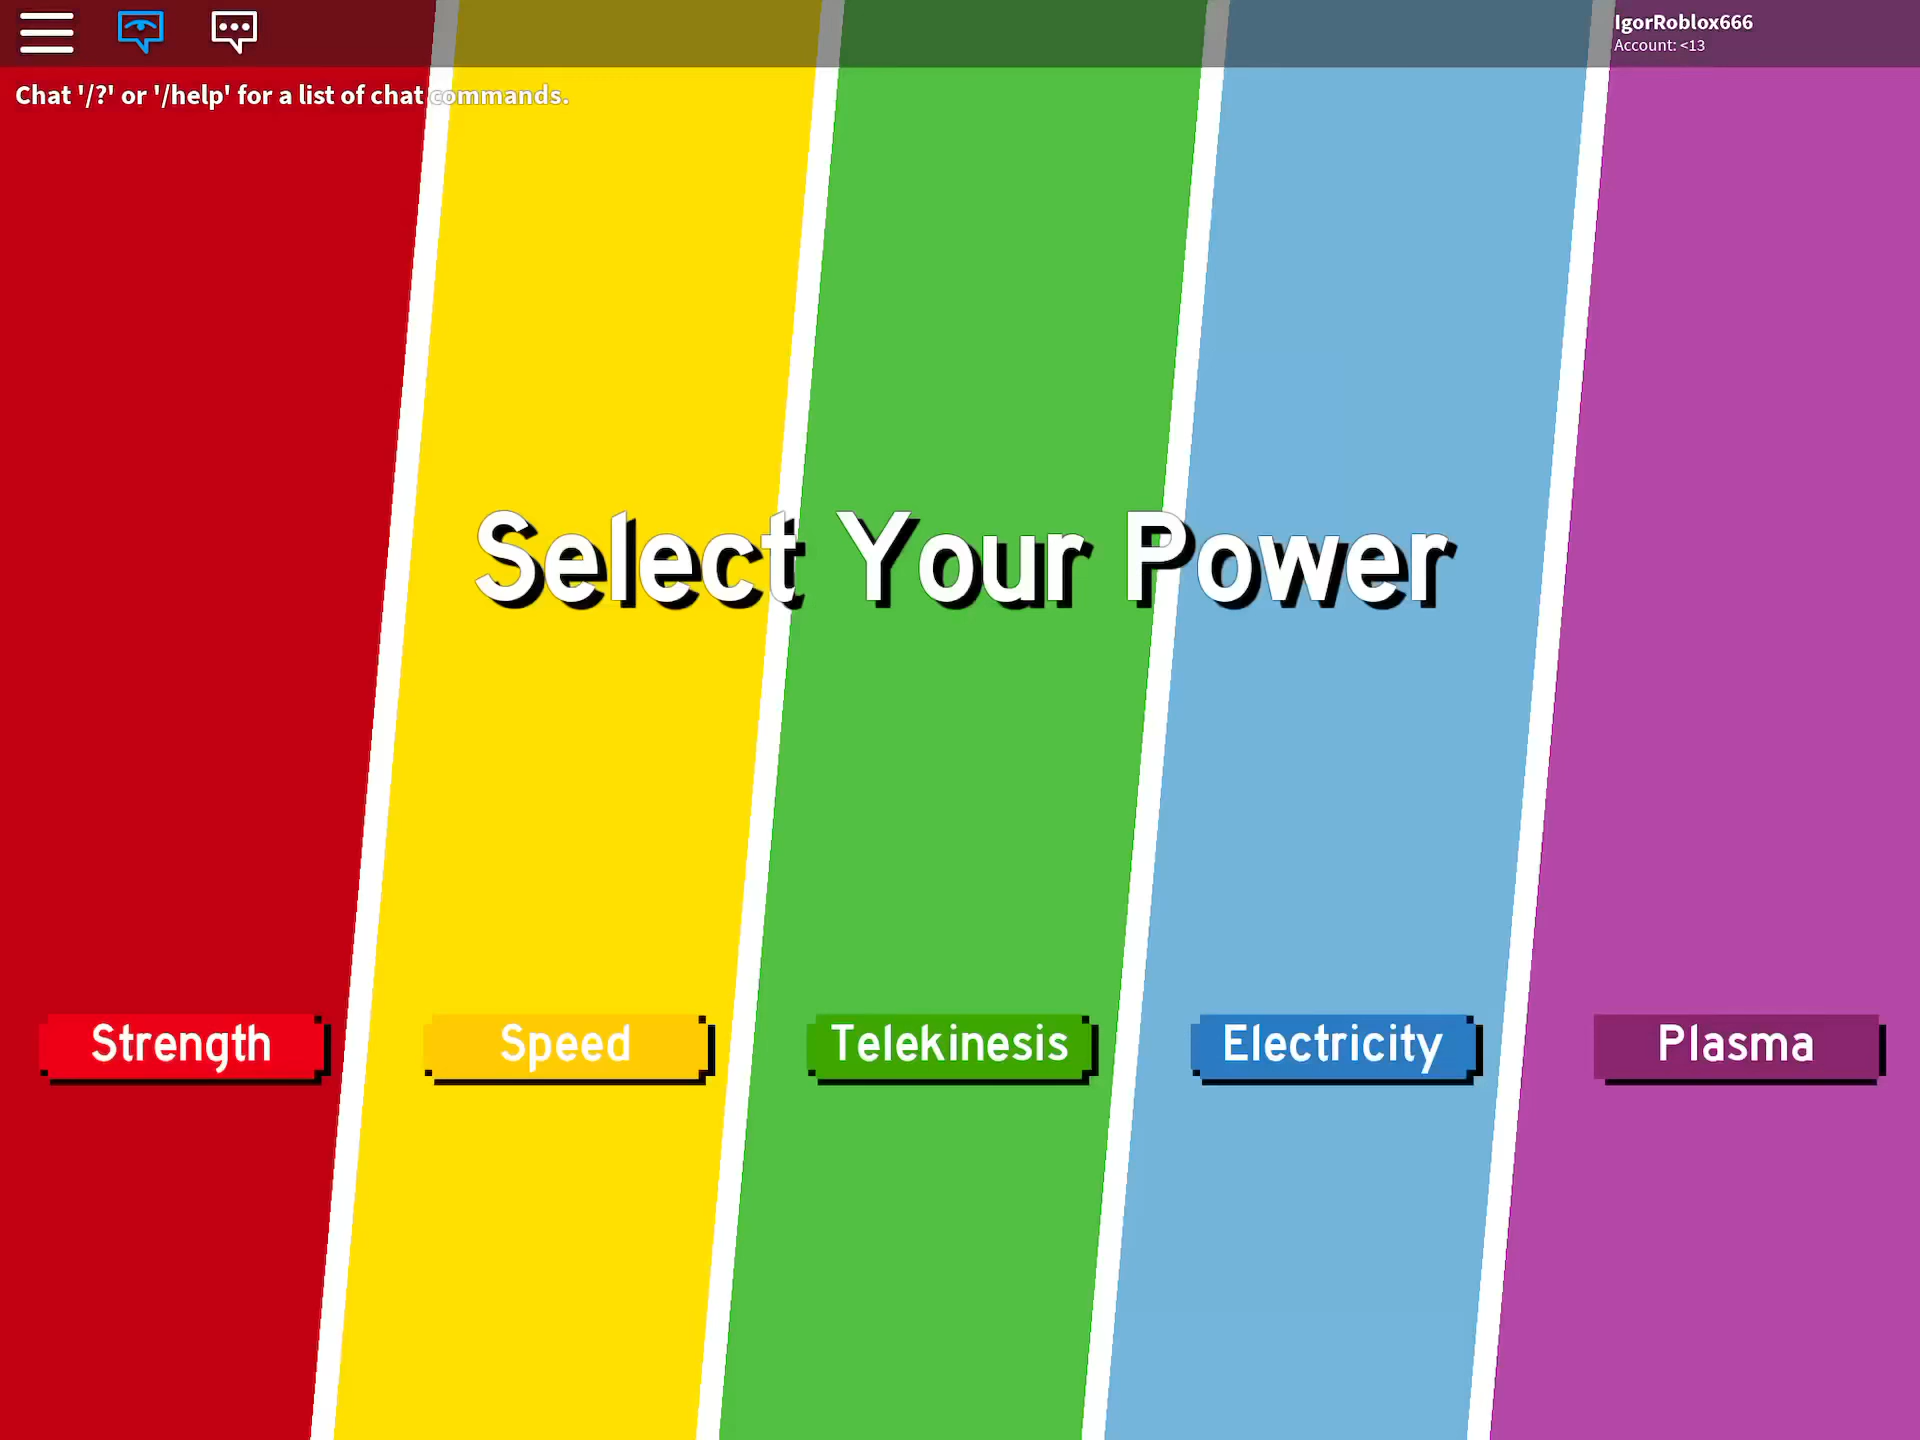 IgorRoblox666
Account: <13
Chat '/?' or '/help' for a list of chat commands.
Select Your Power
Strength
Speed
Telekinesis
Electricity
Plasma